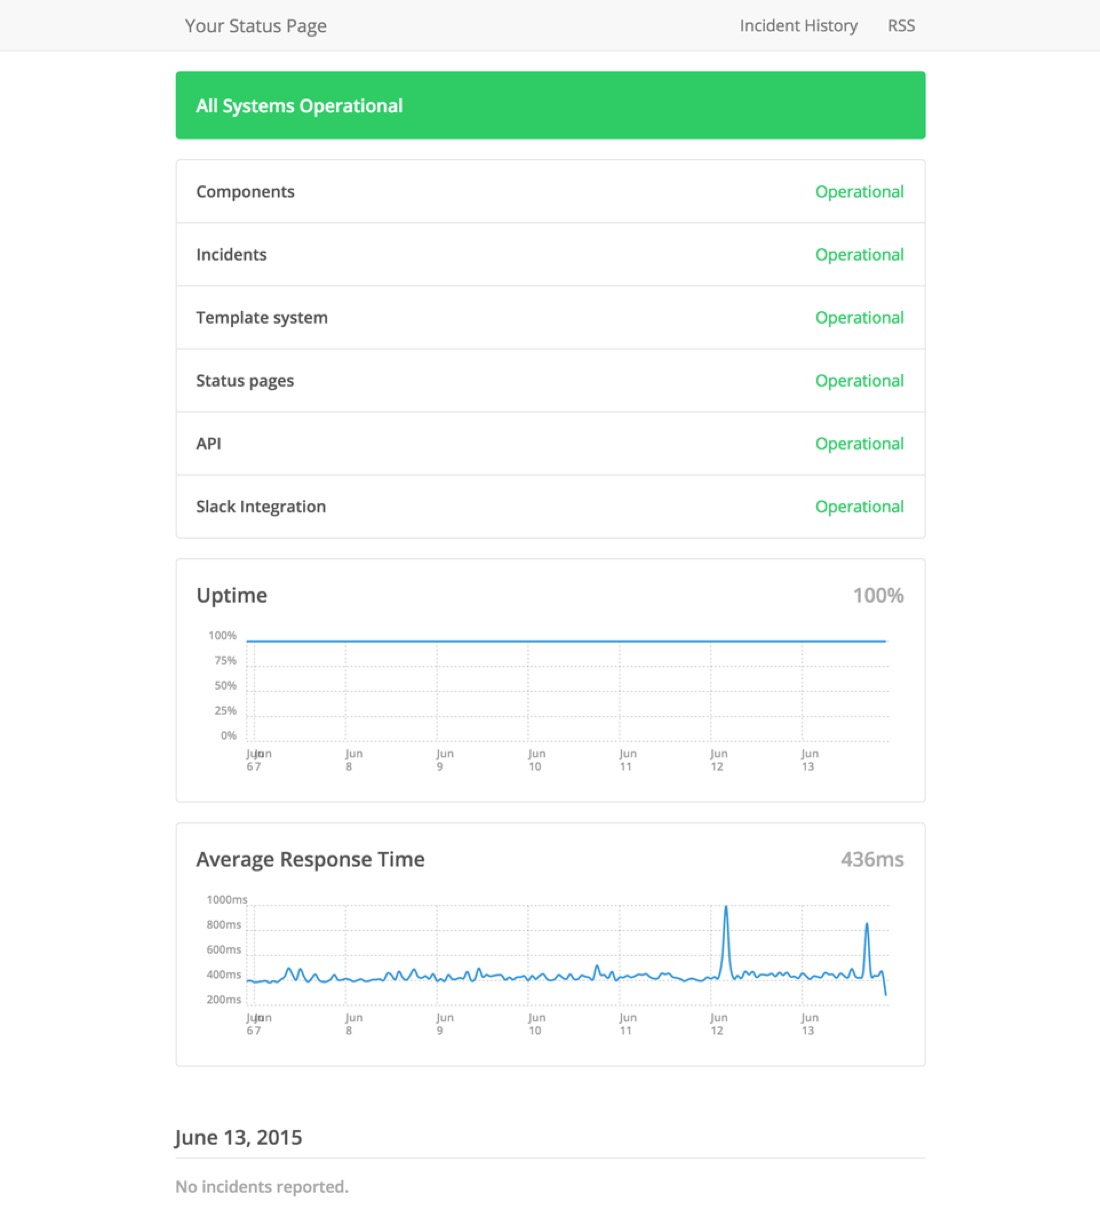 Your Status Page Incident History RSS
All Systems Operational
Components Operational
Incidents Operational
Template system Operational
Status pages Operational
API Operational
Slack Integration Operational
Uptime 100%
100%
75%
50%
25%
0%
Jun 6 Jun 7 Jun 8 Jun 9 Jun 10 Jun 11 Jun 12 Jun 13
Average Response Time 436ms
1000ms
800ms
600ms
400ms
200ms
Jun 6 Jun 7 Jun 8 Jun 9 Jun 10 Jun 11 Jun 12 Jun 13
June 13, 2015
No incidents reported.